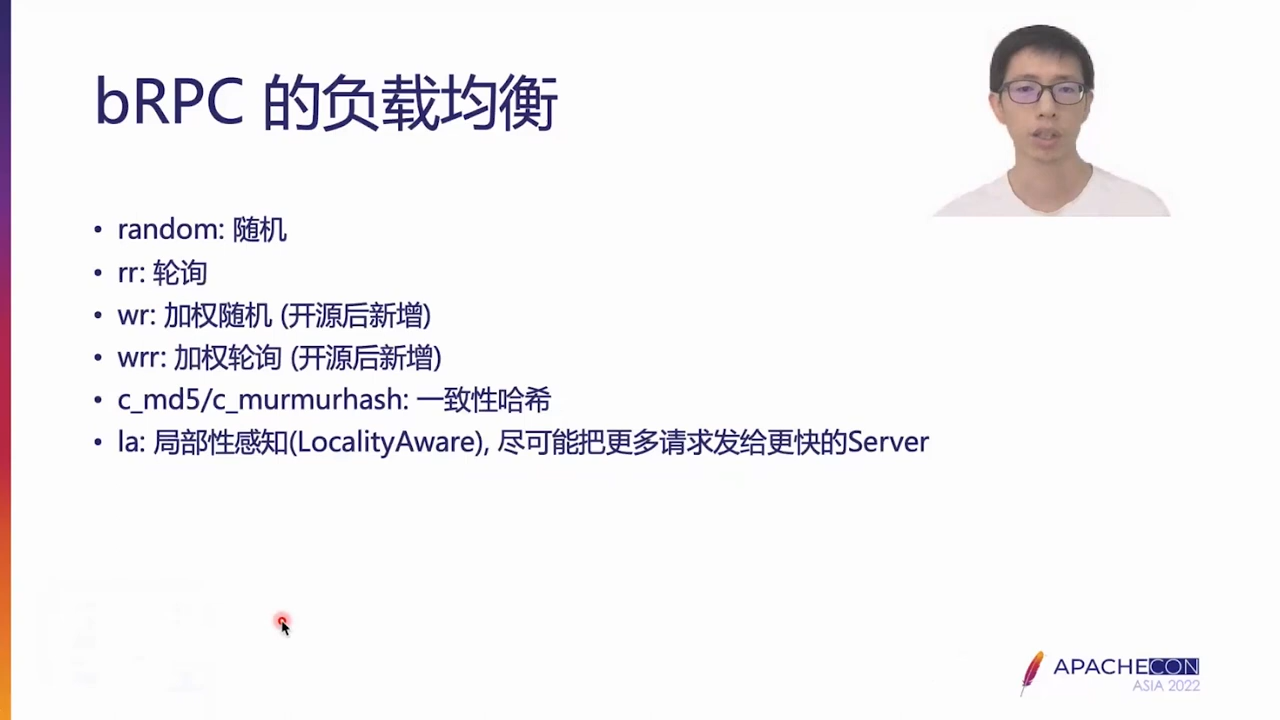 bRPC 的负载均衡
• random: 随机
• rr: 轮询
• wr: 加权随机 (开源后新增)
• wrr: 加权轮询 (开源后新增)
• c_md5/c_murmurhash: 一致性哈希
• la: 局部性感知(LocalityAware), 尽可能把更多请求发给更快的Server
APACHECON
ASIA 2022